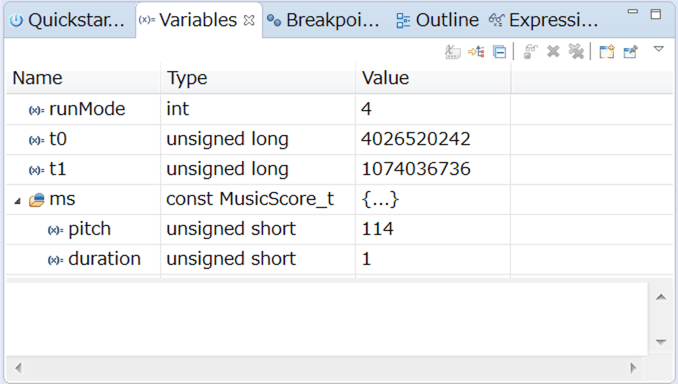 Quickstar... (x)= Variables Breakpoi... Outline Expressi...
Name Type Value
(x)= runMode int 4
(x)= t0 unsigned long 4026520242
(x)= t1 unsigned long 1074036736
ms const MusicScore_t {...}
(x)= pitch unsigned short 114
(x)= duration unsigned short 1